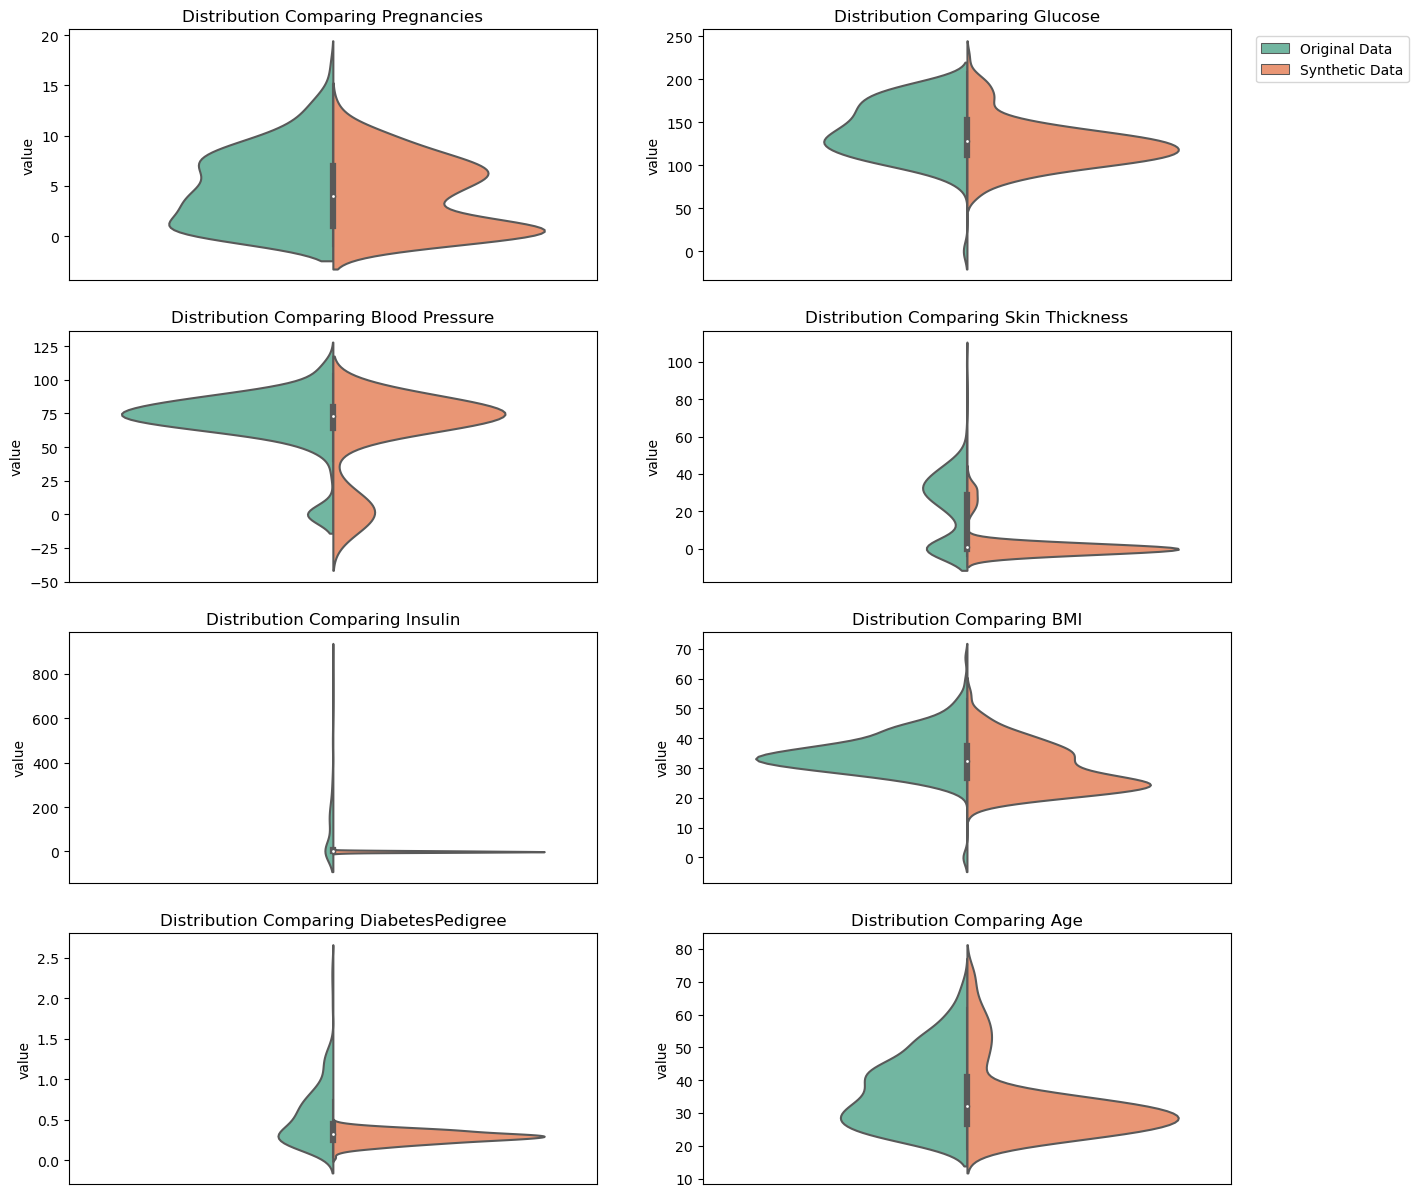 Distribution Comparing Pregnancies
value
20
15
10
5
0
Distribution Comparing Glucose
value
250
200
150
100
50
0
Original Data
Synthetic Data
Distribution Comparing Blood Pressure
value
125
100
75
50
25
0
−25
−50
Distribution Comparing Skin Thickness
value
100
80
60
40
20
0
Distribution Comparing Insulin
value
800
600
400
200
0
Distribution Comparing BMI
value
70
60
50
40
30
20
10
0
Distribution Comparing DiabetesPedigree
value
2.5
2.0
1.5
1.0
0.5
0.0
Distribution Comparing Age
value
80
70
60
50
40
30
20
10